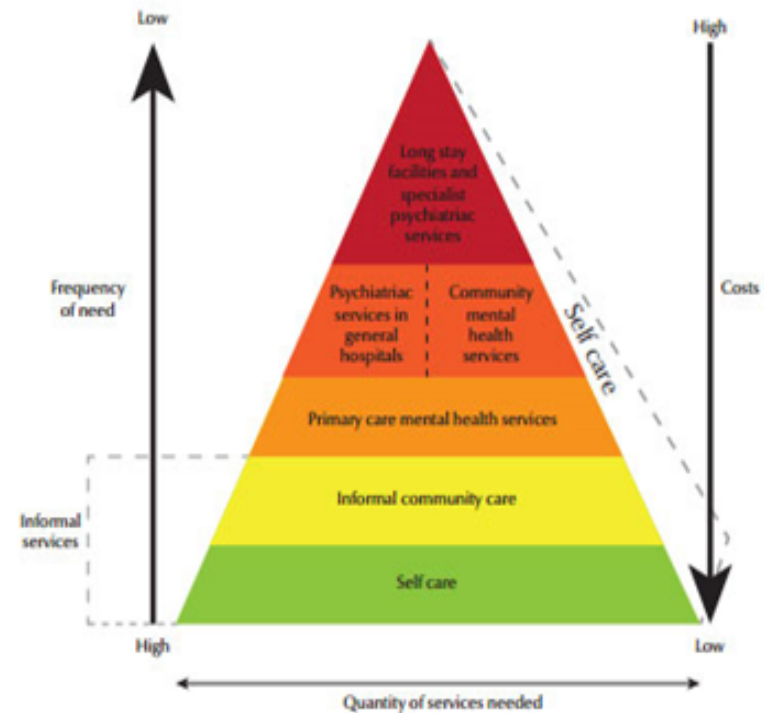 Low
High
Long stay
facilities and
specialist
psychiatriac
services
Frequency
of need
Psychiatriac
services in
general
hospitals
Community
mental
health
services
Costs
Self care
Primary care mental health services
Informal community care
Informal
services
Self care
High
Low
Quantity of services needed